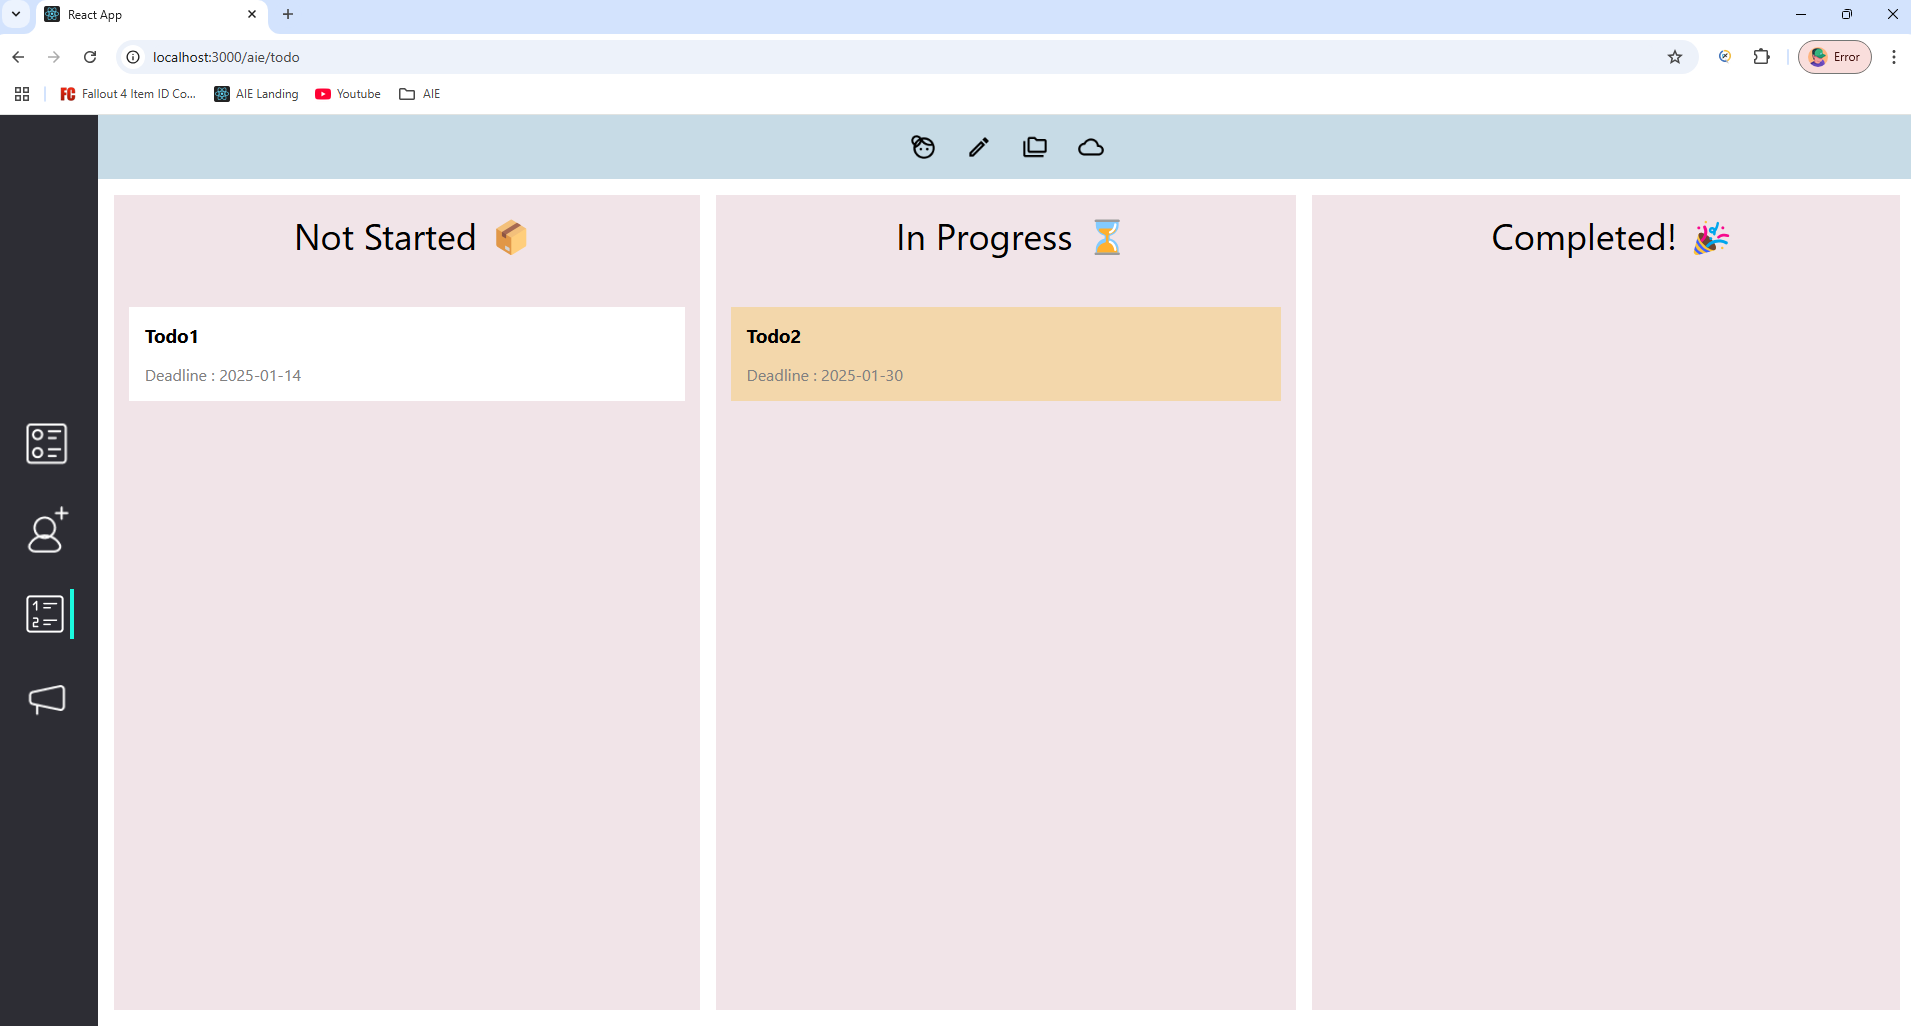 React App
localhost:3000/aie/todo
Error
Fallout 4 Item ID Co...
AIE Landing
Youtube
AIE
Not Started 📦
In Progress ⏳
Completed! 🎉
Todo1
Deadline : 2025-01-14
Todo2
Deadline : 2025-01-30